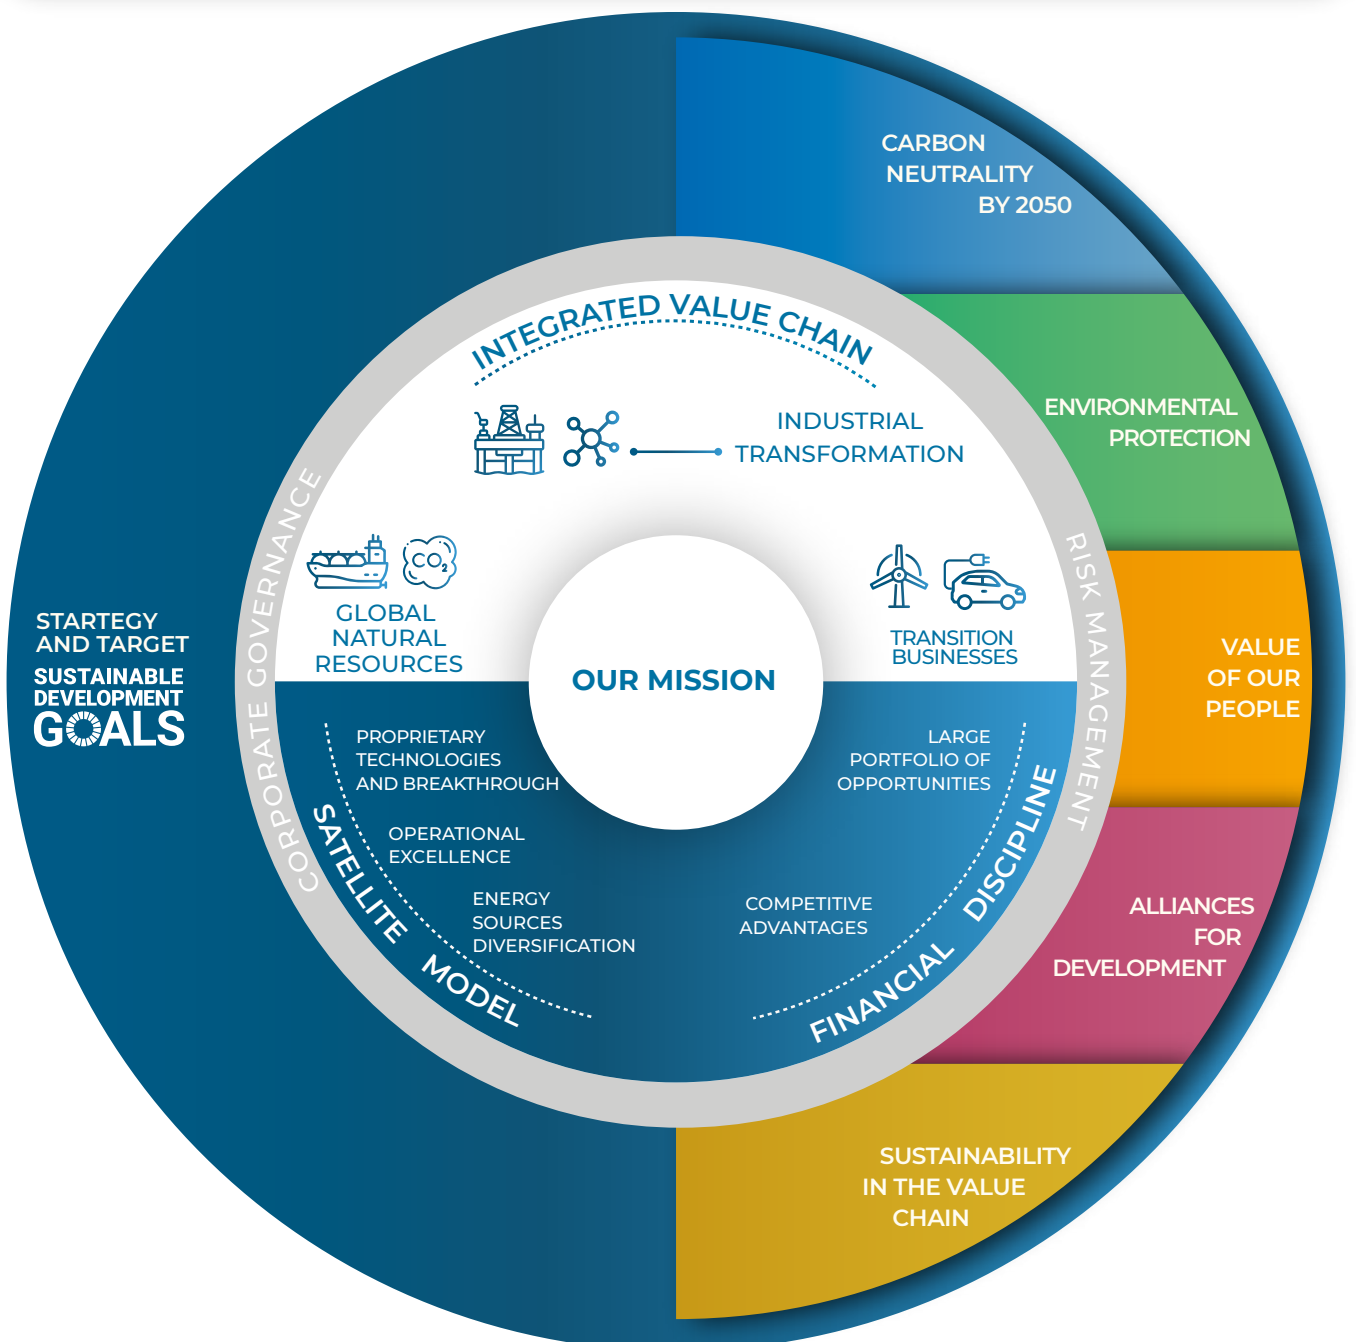 CARBON
NEUTRALITY
BY 2050
INTEGRATED VALUE CHAIN
INDUSTRIAL
TRANSFORMATION
ENVIRONMENTAL
PROTECTION
CORPORATE GOVERNANCE
RISK MANAGEMENT
CO₂
GLOBAL
NATURAL
RESOURCES
TRANSITION
BUSINESSES
STARTEGY
AND TARGET
SUSTAINABLE
DEVELOPMENT
GOALS
OUR MISSION
VALUE
OF OUR
PEOPLE
PROPRIETARY
TECHNOLOGIES
AND BREAKTHROUGH
OPERATIONAL
EXCELLENCE
ENERGY
SOURCES
DIVERSIFICATION
SATELLITE MODEL
LARGE
PORTFOLIO OF
OPPORTUNITIES
COMPETITIVE
ADVANTAGES
FINANCIAL DISCIPLINE
ALLIANCES
FOR
DEVELOPMENT
SUSTAINABILITY
IN THE VALUE
CHAIN